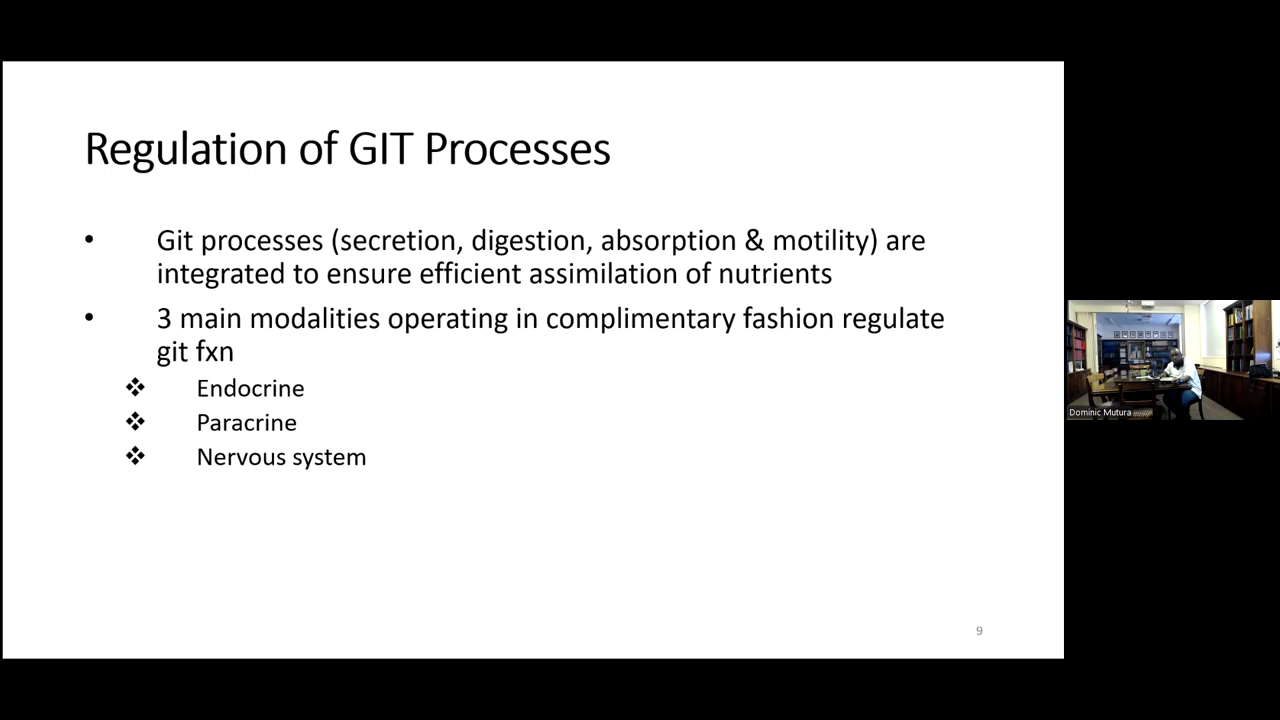 Regulation of GIT Processes
• Git processes (secretion, digestion, absorption & motility) are
integrated to ensure efficient assimilation of nutrients
• 3 main modalities operating in complimentary fashion regulate
git fxn
❖ Endocrine
❖ Paracrine
❖ Nervous system
9
Dominic Mutura